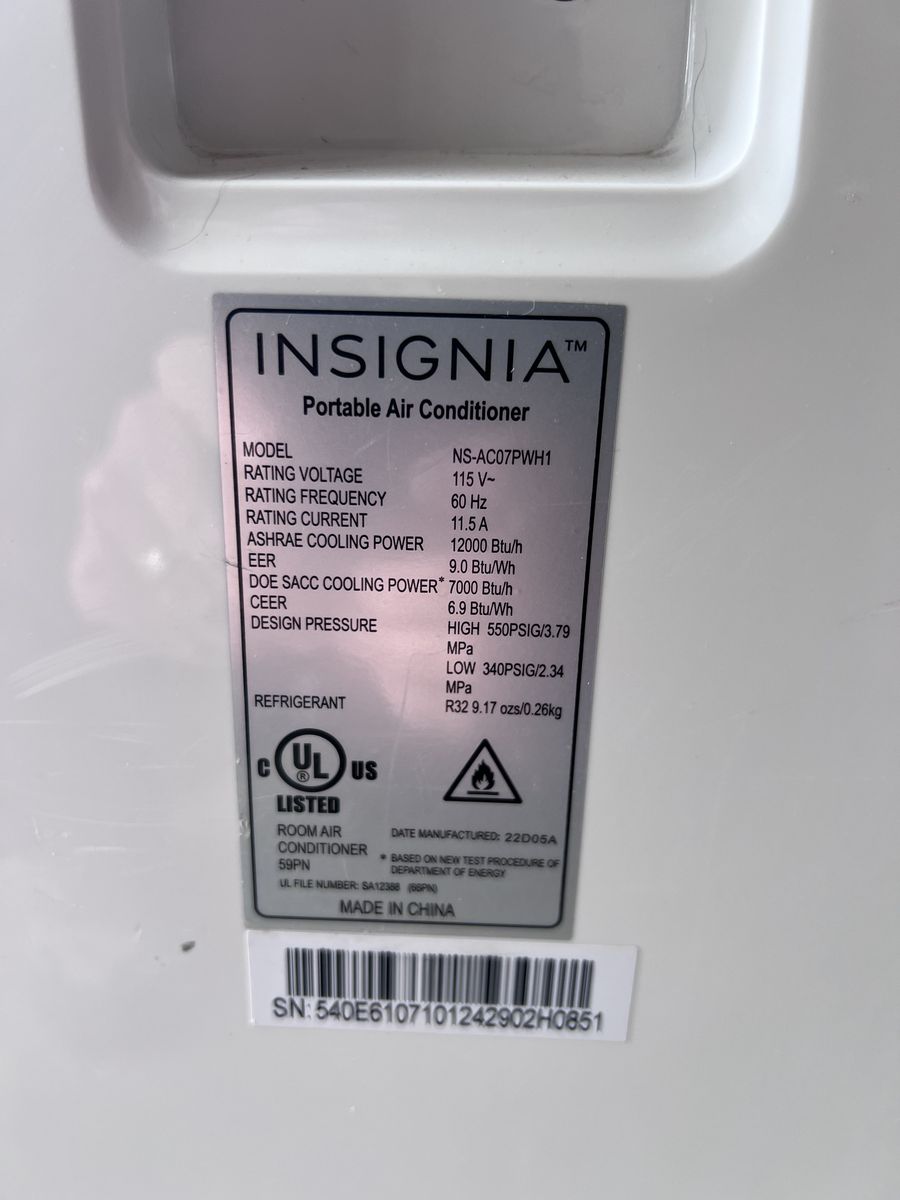 INSIGNIA™
Portable Air Conditioner
MODEL NS-AC07PWH1
RATING VOLTAGE 115 V~
RATING FREQUENCY 60 Hz
RATING CURRENT 11.5 A
ASHRAE COOLING POWER 12000 Btu/h
EER 9.0 Btu/Wh
DOE SACC COOLING POWER* 7000 Btu/h
CEER 6.9 Btu/Wh
DESIGN PRESSURE HIGH 550PSIG/3.79
MPa
LOW 340PSIG/2.34
MPa
REFRIGERANT R32 9.17 ozs/0.26kg
C UL® US
LISTED
ROOM AIR
CONDITIONER
59PN
DATE MANUFACTURED: 22D05A
* BASED ON NEW TEST PROCEDURE OF
DEPARTMENT OF ENERGY
UL FILE NUMBER: SA12388 (66PN)
MADE IN CHINA
SN: 540E6107101242902H0851